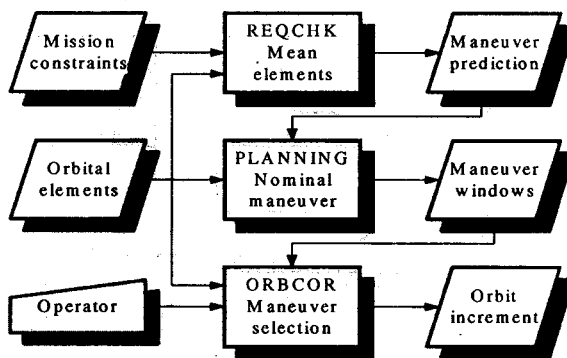 Mission
constraints
REQCHK
Mean
elements
Maneuver
prediction
Orbital
elements
PLANNING
Nominal
maneuver
Maneuver
windows
Operator
ORBCOR
Maneuver
selection
Orbit
increment